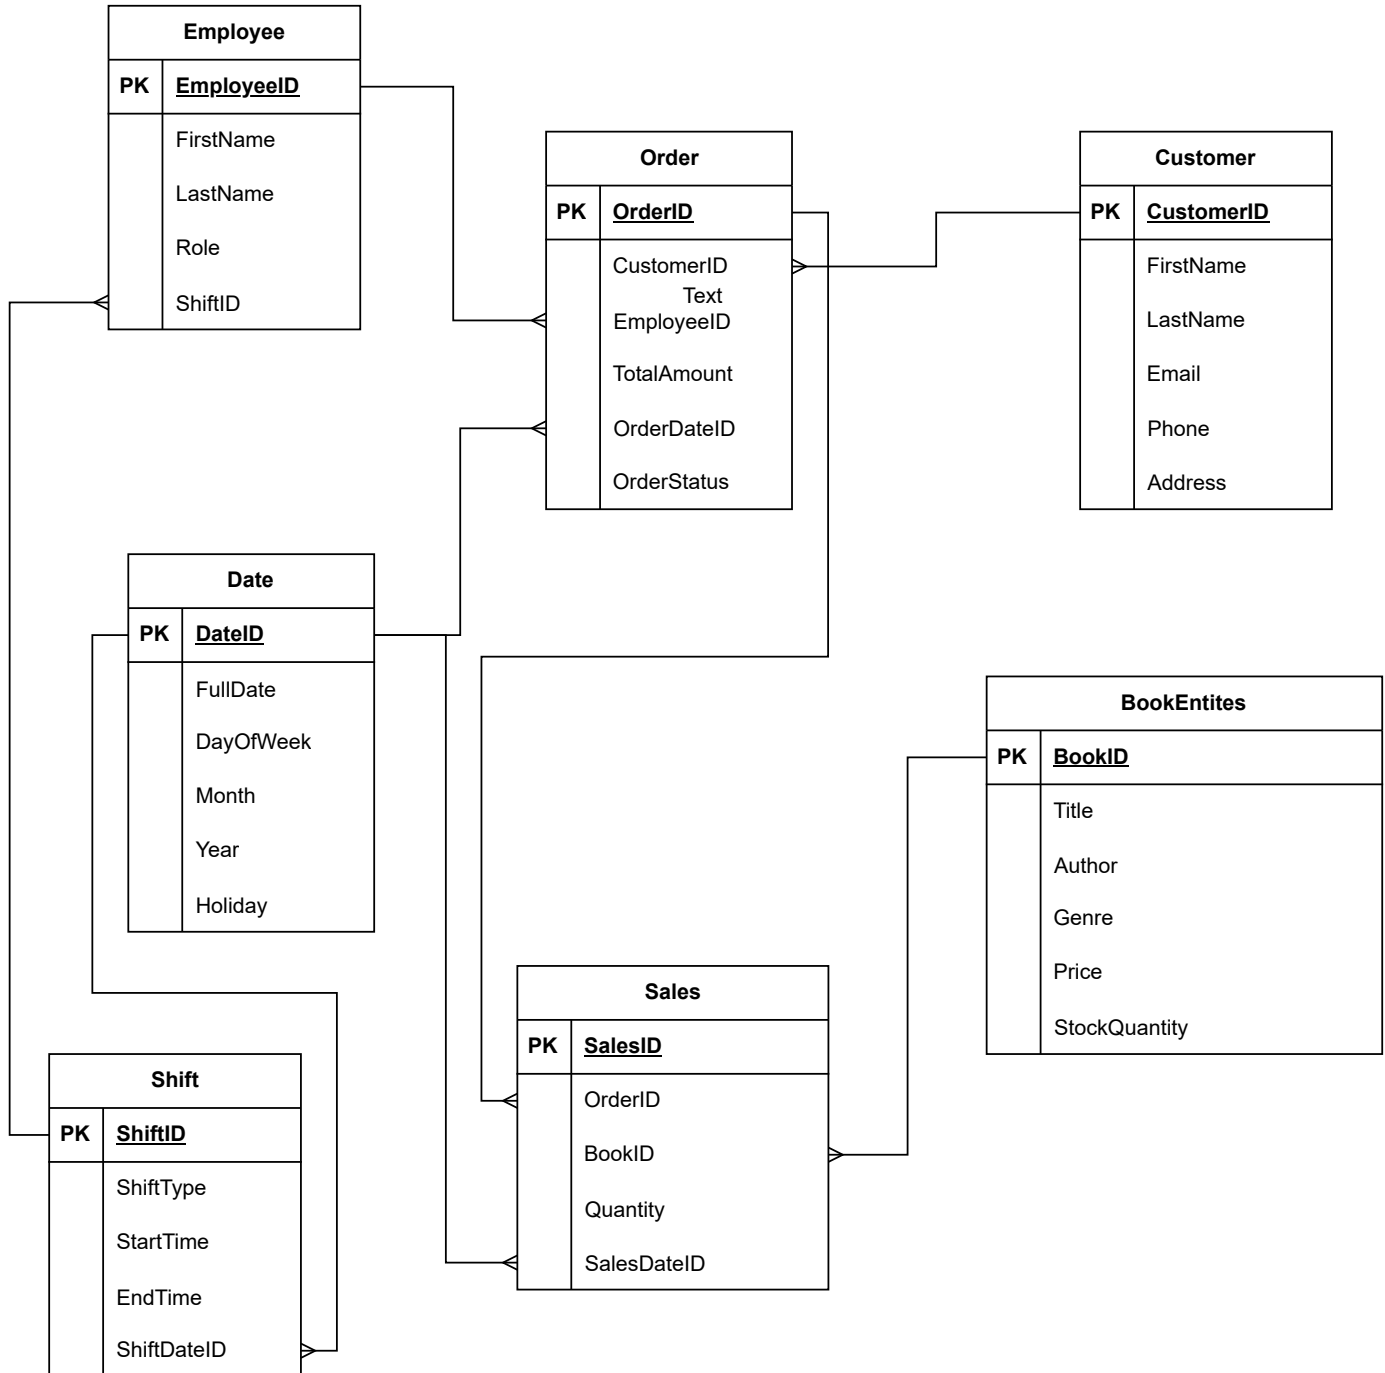 Employee
PK EmployeeID
FirstName
LastName
Role
ShiftID
Order
PK OrderID
CustomerID
Text
EmployeeID
TotalAmount
OrderDateID
OrderStatus
Customer
PK CustomerID
FirstName
LastName
Email
Phone
Address
Date
PK DateID
FullDate
DayOfWeek
Month
Year
Holiday
BookEntites
PK BookID
Title
Author
Genre
Price
StockQuantity
Sales
PK SalesID
OrderID
BookID
Quantity
SalesDateID
Shift
PK ShiftID
ShiftType
StartTime
EndTime
ShiftDateID